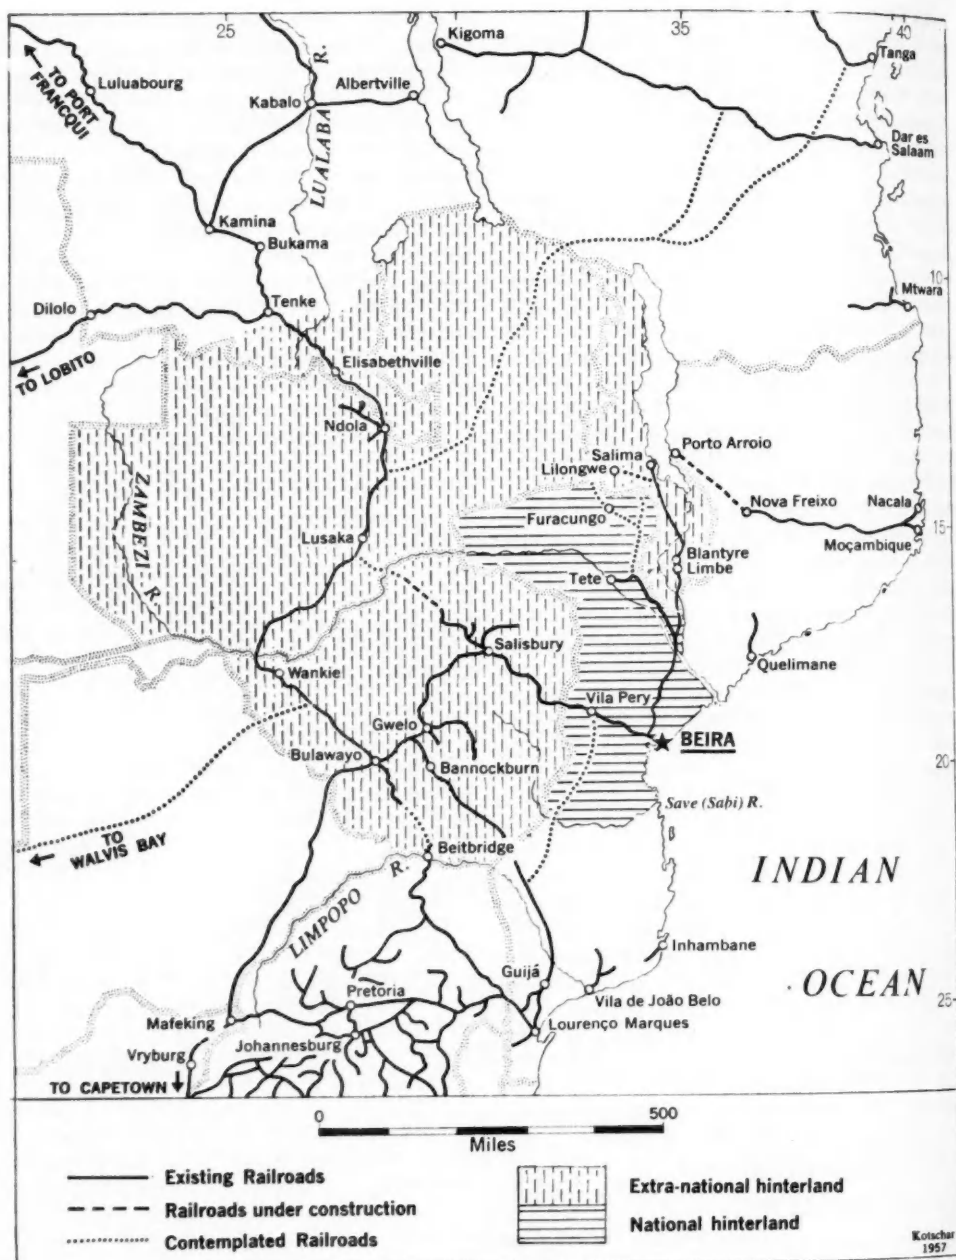 25
35
40
R.
Kigoma
Tanga
TO PORT
FRANCQUI
Luluabourg
Albertville
Kabalo
LUALABA
Dar es
Salaam
Kamina
Bukama
10
Mtwara
Dilolo
Tenke
TO LOBITO
Elisabethville
Ndola
Porto Arroio
Salima
Lilongwe
ZAMBEZI R.
Furacungo
Nova Freixo
Nacala
15
Moçambique
Lusaka
Blantyre
Limbe
Tete
Salisbury
Quelimane
Wankie
Vila Pery
Gwelo
BEIRA
Bulawayo
Bannockburn
20
Save (Sabi) R.
TO
WALVIS BAY
Beitbridge
INDIAN
LIMPOPO R.
Inhambane
Guijá
OCEAN
Pretoria
Vila de João Belo
25
Mafeking
Johannesburg
Lourenço Marques
Vryburg
TO CAPETOWN
0 500
Miles
Existing Railroads
Railroads under construction
Contemplated Railroads
Extra-national hinterland
National hinterland
Kotschar
1957